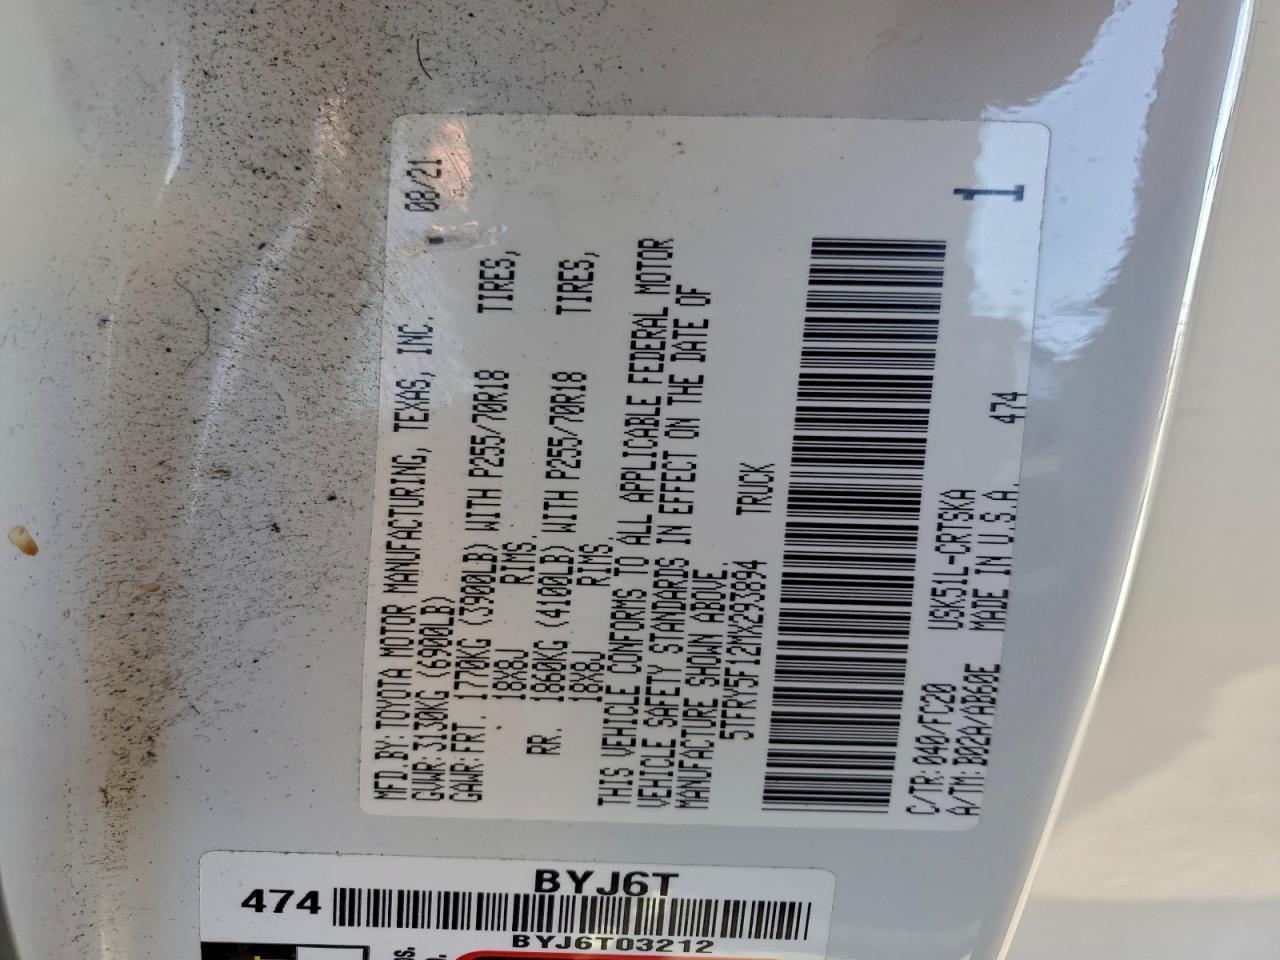 MFD.BY:TOYOTA MOTOR MANUFACTURING, TEXAS, INC. 08/21
GVWR:3130KG (6900LB)
GAWR:FRT. 1770KG (3900LB) WITH P255/70R18 TIRES,
18X8J RIMS,
RR. 1860KG (4100LB) WITH P255/70R18 TIRES,
18X8J RIMS.
THIS VEHICLE CONFORMS TO ALL APPLICABLE FEDERAL MOTOR
VEHICLE SAFETY STANDARDS IN EFFECT ON THE DATE OF
MANUFACTURE SHOWN ABOVE.
5TFRY5F12MX293894 TRUCK
C/TR:040/FC20 USK51L-CRTSKA
A/TM:B02A/AB60E MADE IN U.S.A. 474
1
BYJ6T
474
BYJ6T03212